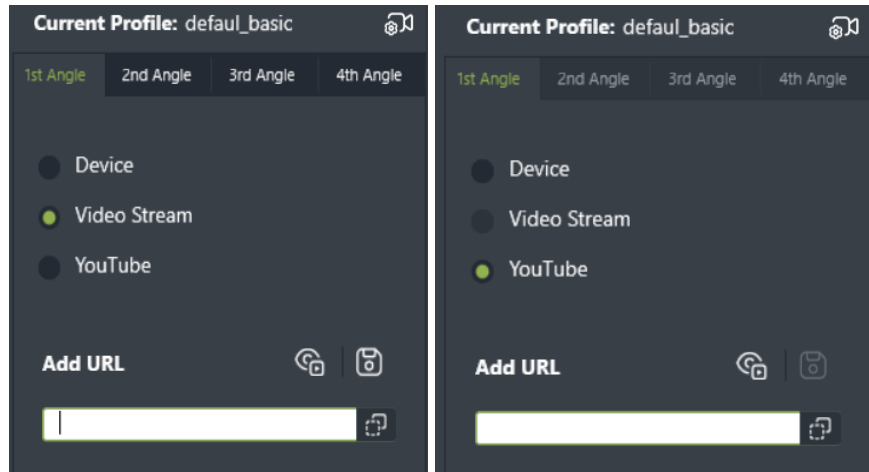 Current Profile: defaul_basic
1st Angle 2nd Angle 3rd Angle 4th Angle
Device
Video Stream
YouTube
Add URL
Current Profile: defaul_basic
1st Angle 2nd Angle 3rd Angle 4th Angle
Device
Video Stream
YouTube
Add URL